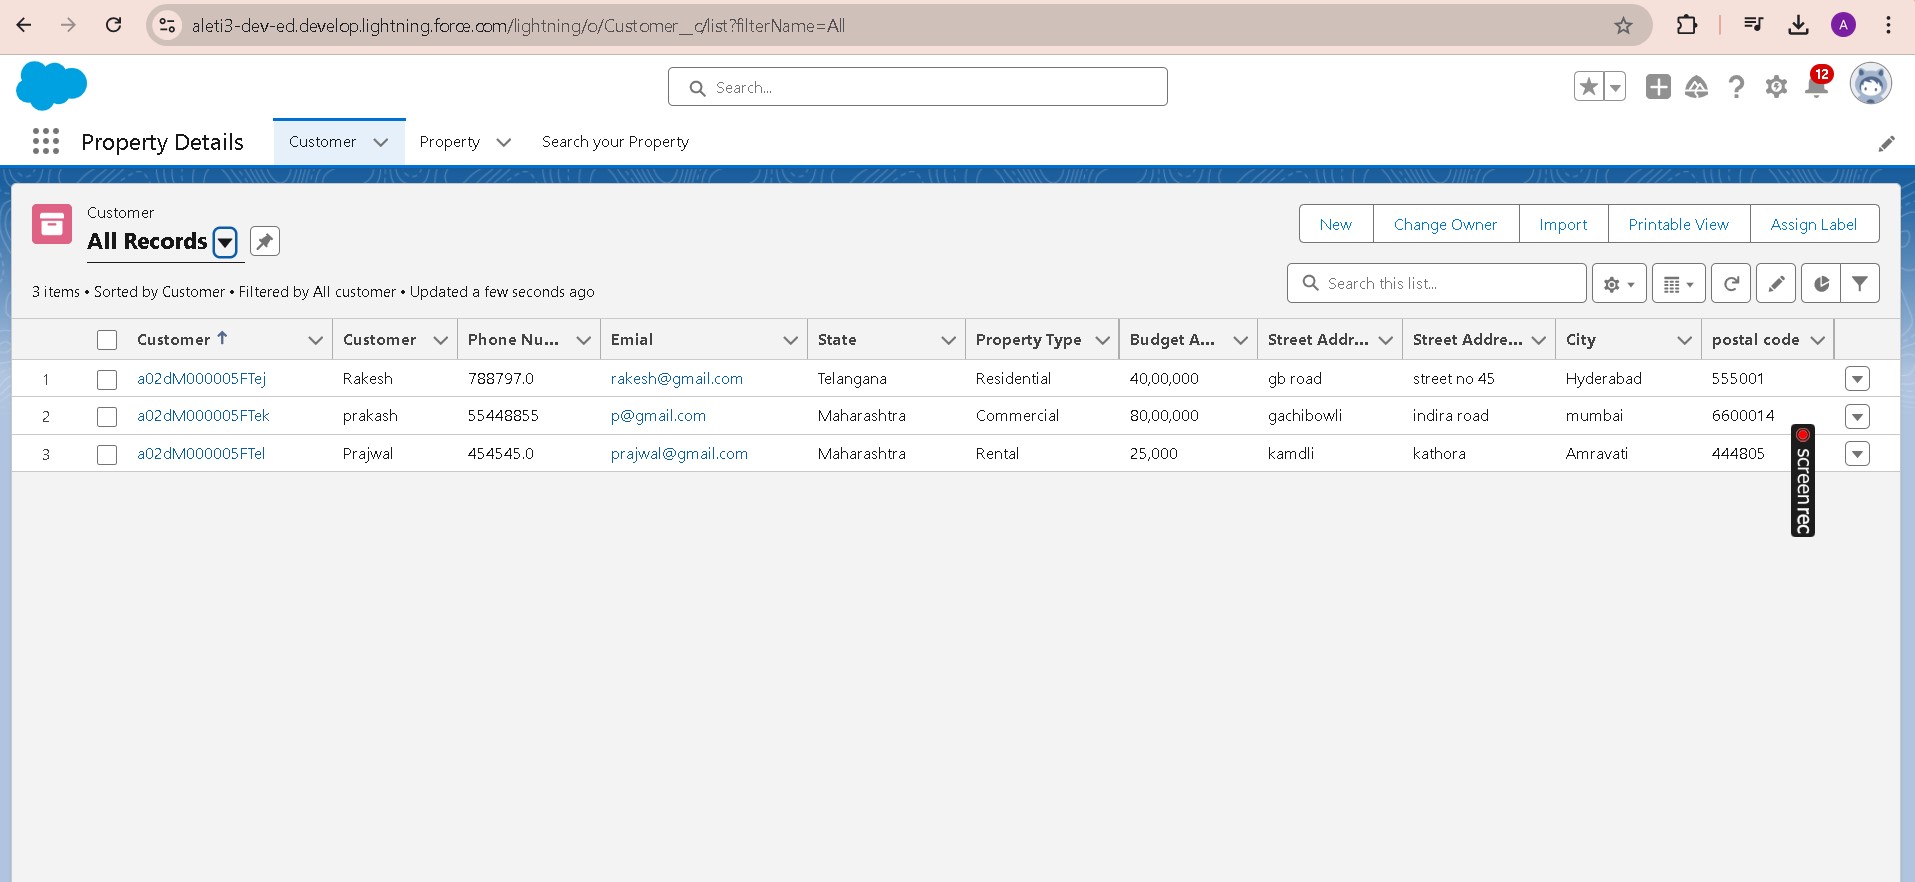 aleti3-dev-ed.develop.lightning.force.com/lightning/o/Customer__c/list?filterName=All
A
Search...
12
Property Details
Customer
Property
Search your Property
Customer
All Records
New
Change Owner
Import
Printable View
Assign Label
3 items • Sorted by Customer • Filtered by All customer • Updated a few seconds ago
Search this list...
Customer ↑ Customer Phone Nu... Emial State Property Type Budget A... Street Addr... Street Addre... City postal code
1 a02dM000005FTej Rakesh 788797.0 rakesh@gmail.com Telangana Residential 40,00,000 gb road street no 45 Hyderabad 555001
2 a02dM000005FTek prakash 55448855 p@gmail.com Maharashtra Commercial 80,00,000 gachibowli indira road mumbai 6600014
3 a02dM000005FTel Prajwal 454545.0 prajwal@gmail.com Maharashtra Rental 25,000 kamdli kathora Amravati 444805
screenrec